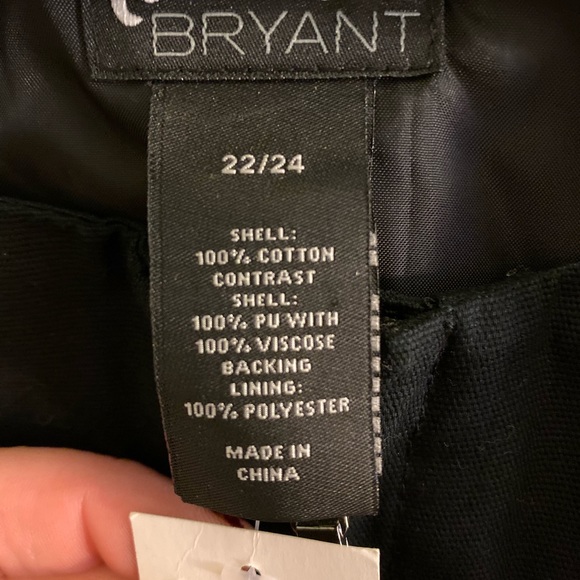 BRYANT
22/24
SHELL:
100% COTTON
CONTRAST
SHELL:
100% PU WITH
100% VISCOSE
BACKING
LINING:
100% POLYESTER
MADE IN
CHINA